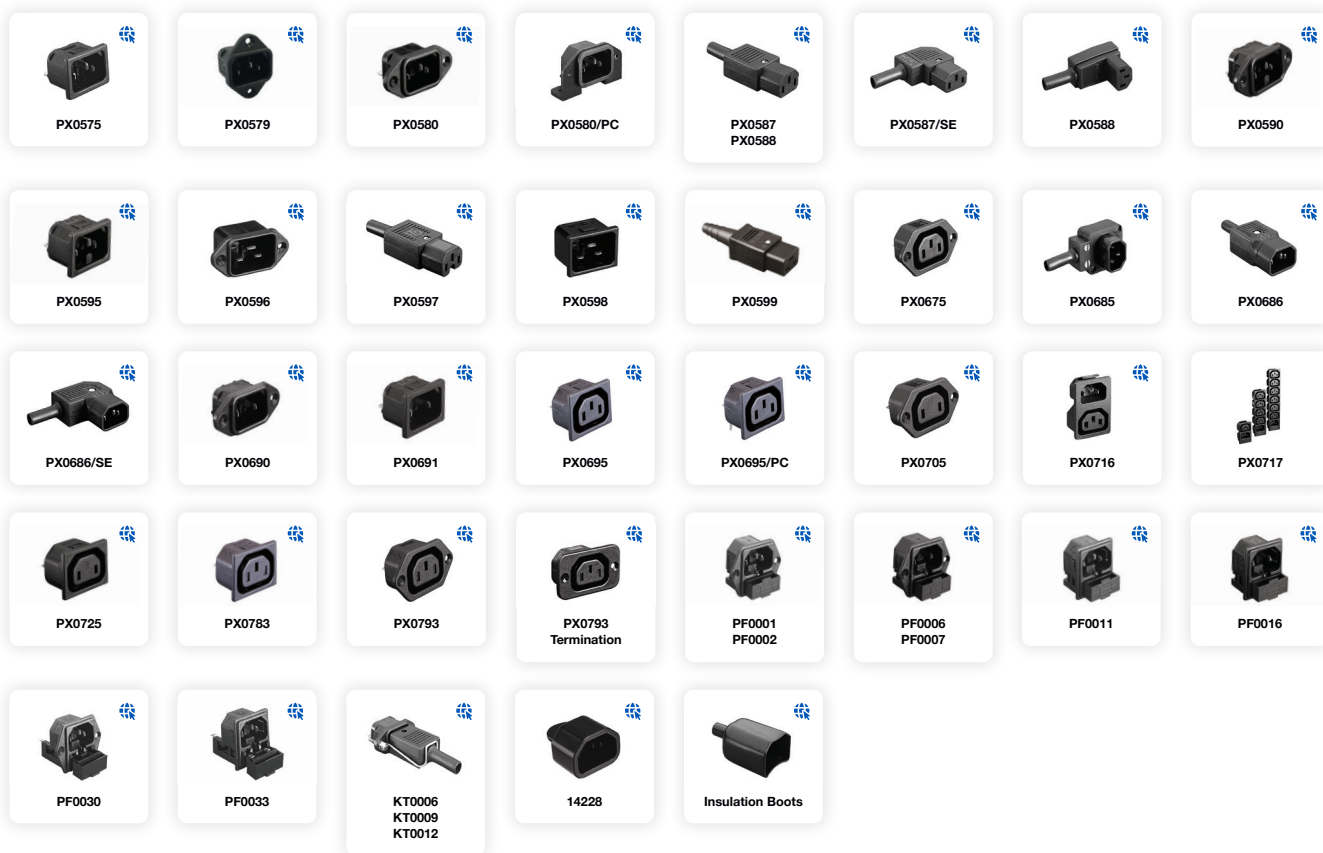 PX0575
PX0579
PX0580
PX0580/PC
PX0587
PX0588
PX0587/SE
PX0588
PX0590
PX0595
PX0596
PX0597
PX0598
PX0599
PX0675
PX0685
PX0686
PX0686/SE
PX0690
PX0691
PX0695
PX0695/PC
PX0705
PX0716
PX0717
PX0725
PX0783
PX0793
PX0793
Termination
PF0001
PF0002
PF0006
PF0007
PF0011
PF0016
PF0030
PF0033
KT0006
KT0009
KT0012
14228
Insulation Boots